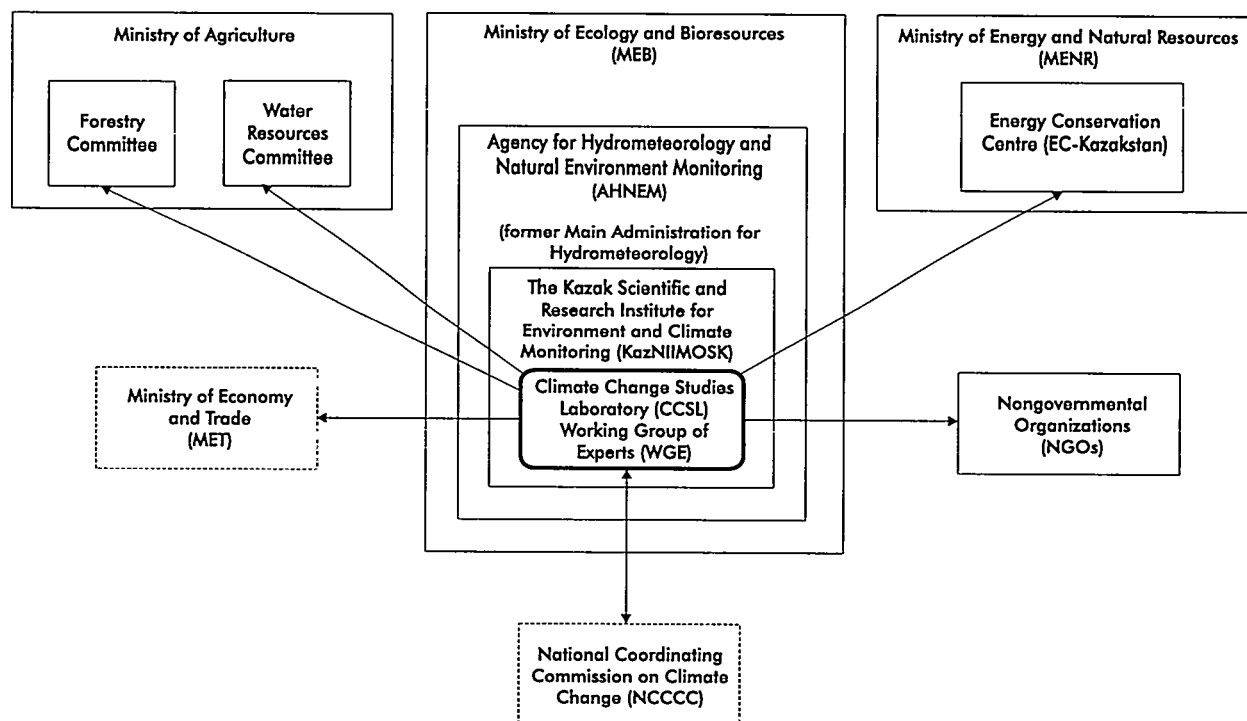 Ministry of Agriculture
Forestry
Committee
Water
Resources
Committee
Ministry of Ecology and Bioresources
(MEB)
Agency for Hydrometeorology and
Natural Environment Monitoring
(AHNEM)
(former Main Administration for
Hydrometeorology)
The Kazak Scientific and
Research Institute for
Environment and Climate
Monitoring (KazNIIMOSK)
Climate Change Studies
Laboratory (CCSL)
Working Group of
Experts (WGE)
Ministry of Energy and Natural Resources
(MENR)
Energy Conservation
Centre (EC-Kazakstan)
Ministry of Economy
and Trade
(MET)
Nongovernmental
Organizations
(NGOs)
National Coordinating
Commission on Climate
Change (NCCCC)